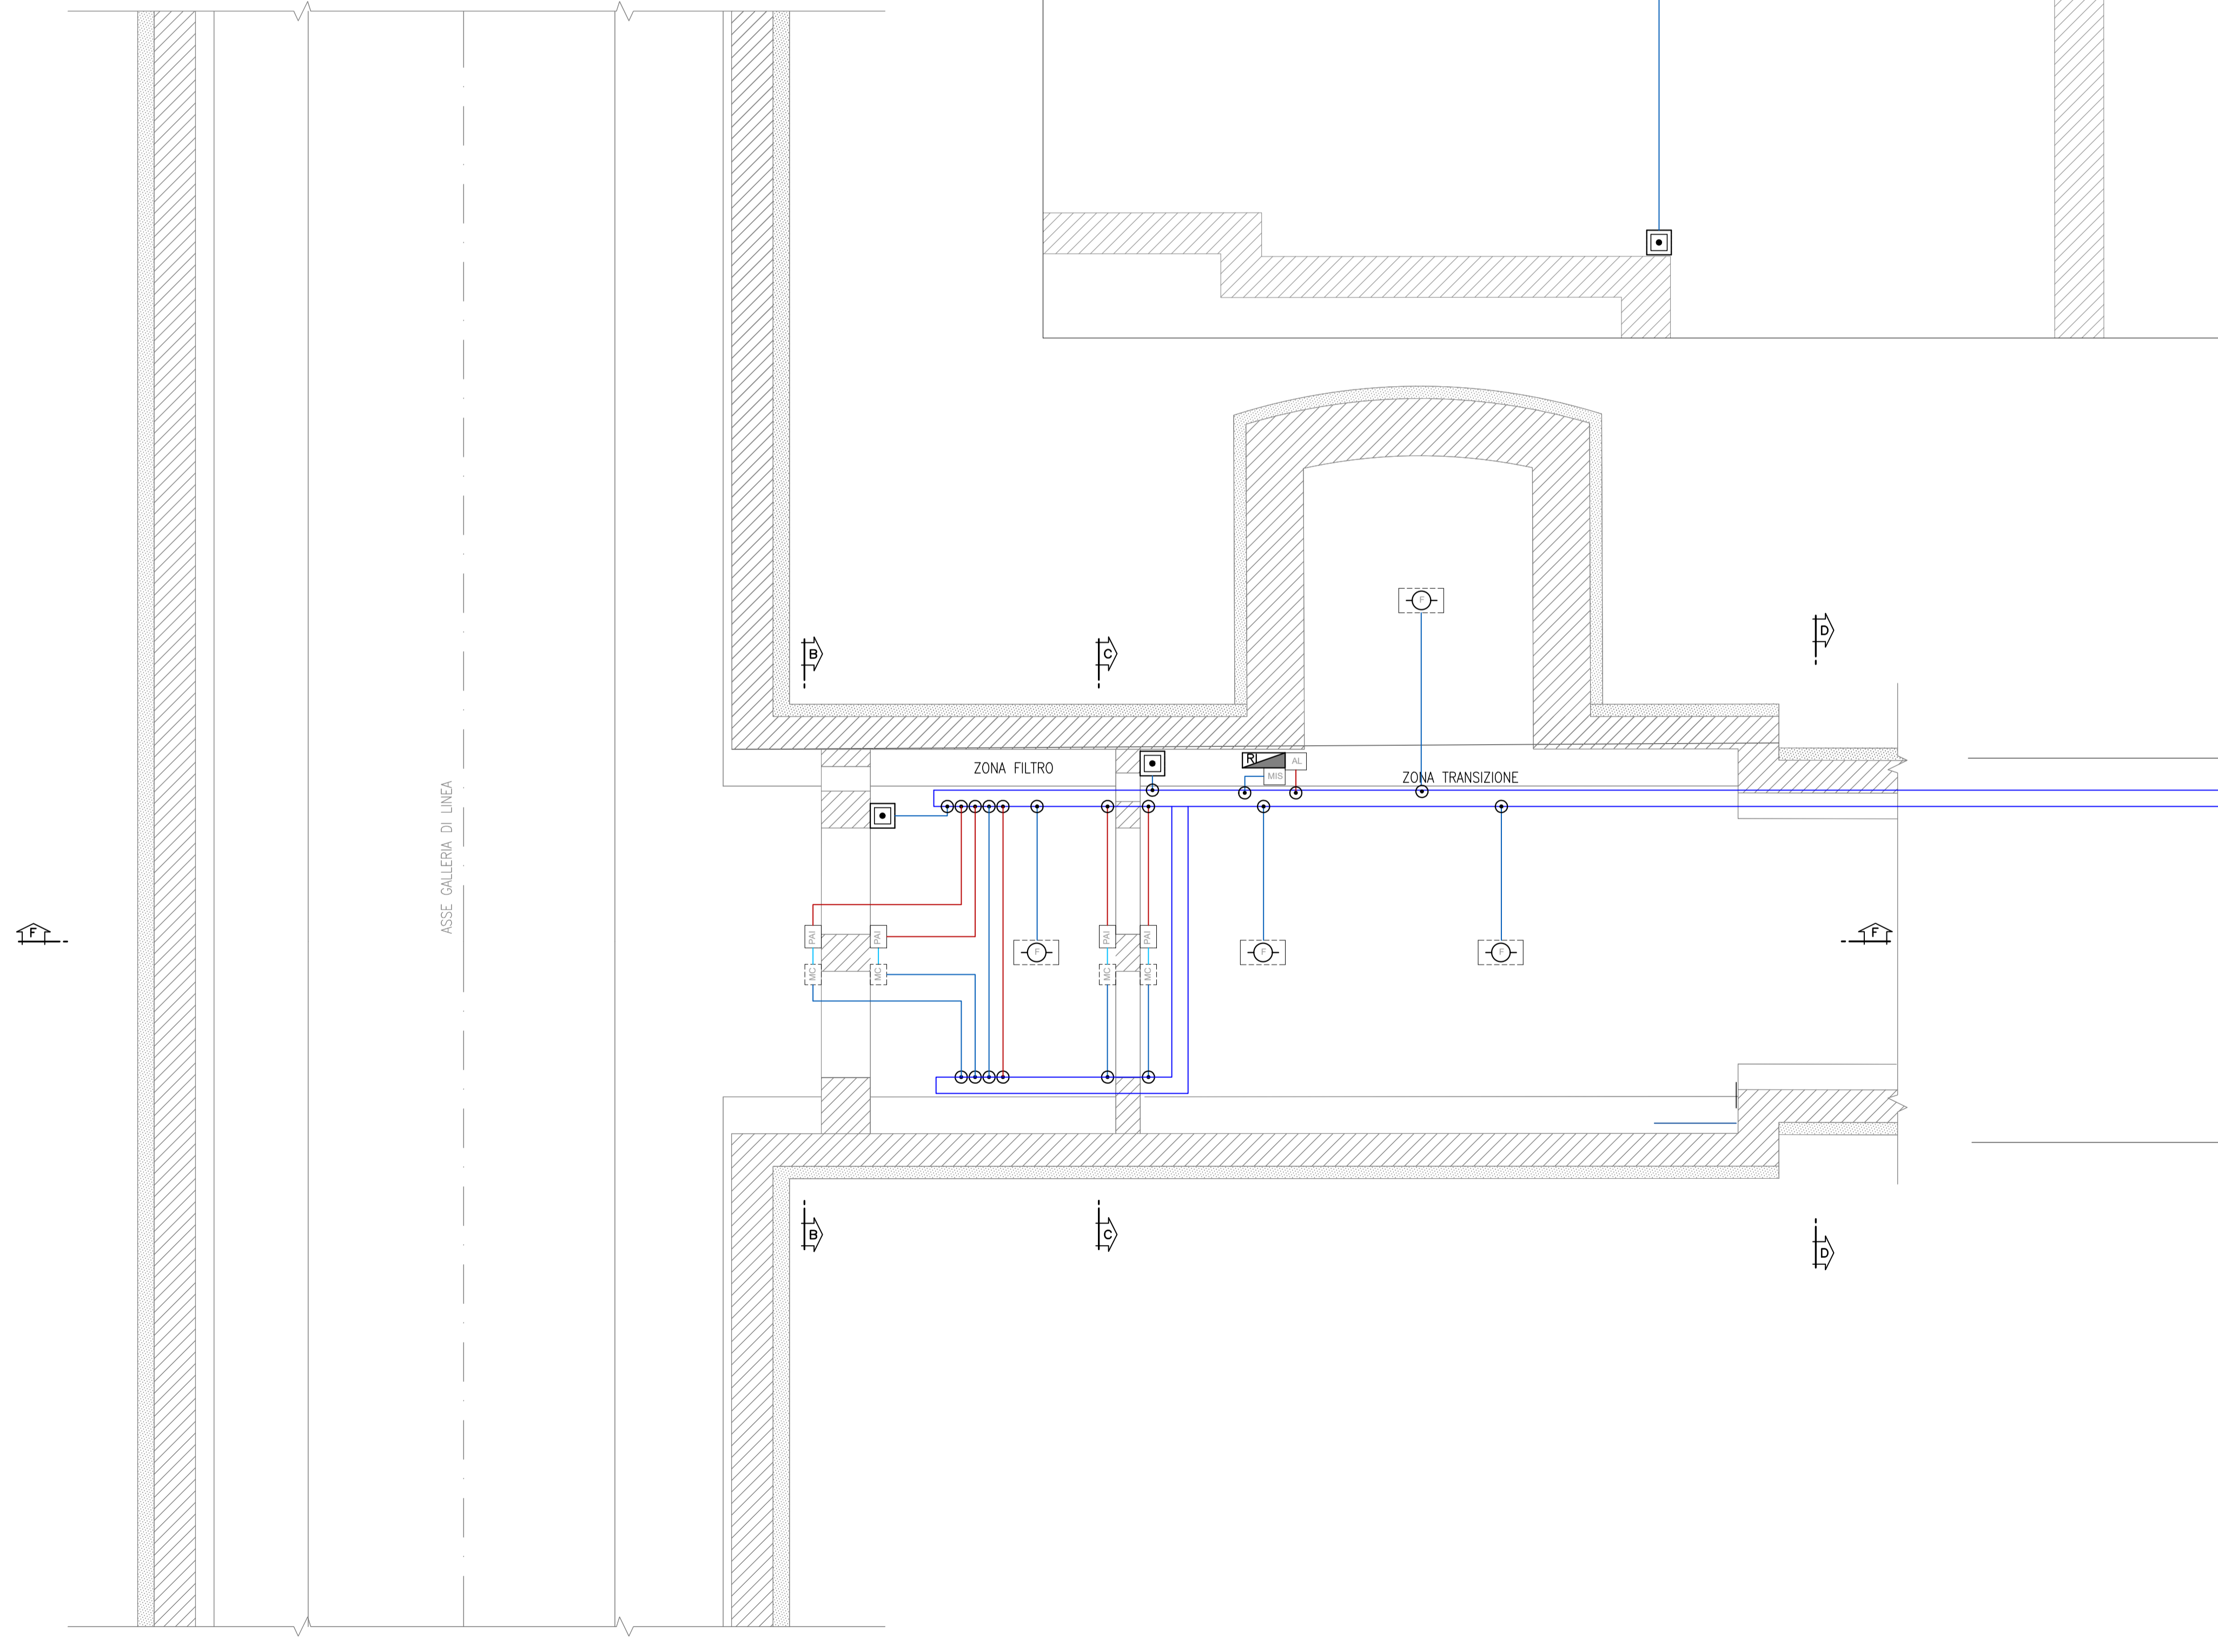 F
B
C
D
ZONA FILTRO
RI
AL
MIS
ZONA TRANSIZIONE
ASSE GALLERIA DI LINEA
F
PAI
PAI
PAI
PAI
F
F
F
F
MC
MC
MC
MC
B
C
D